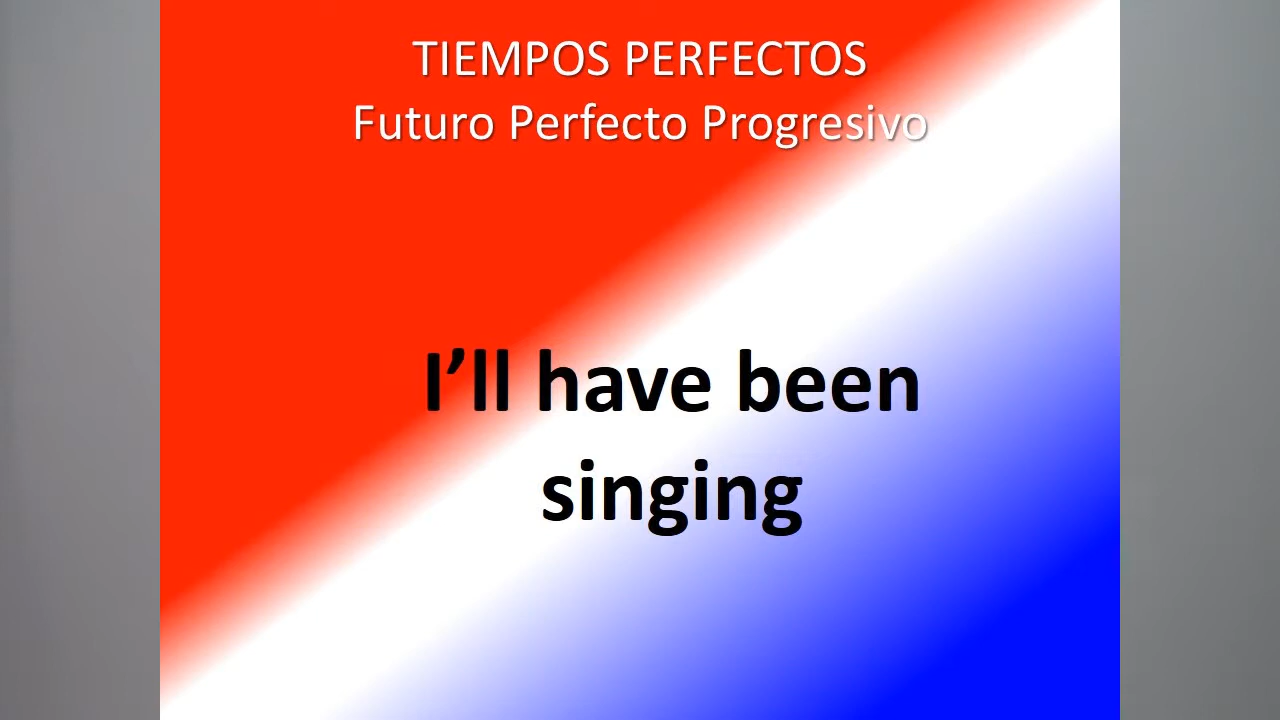 TIEMPOS PERFECTOS
Futuro Perfecto Progresivo
I’ll have been
singing